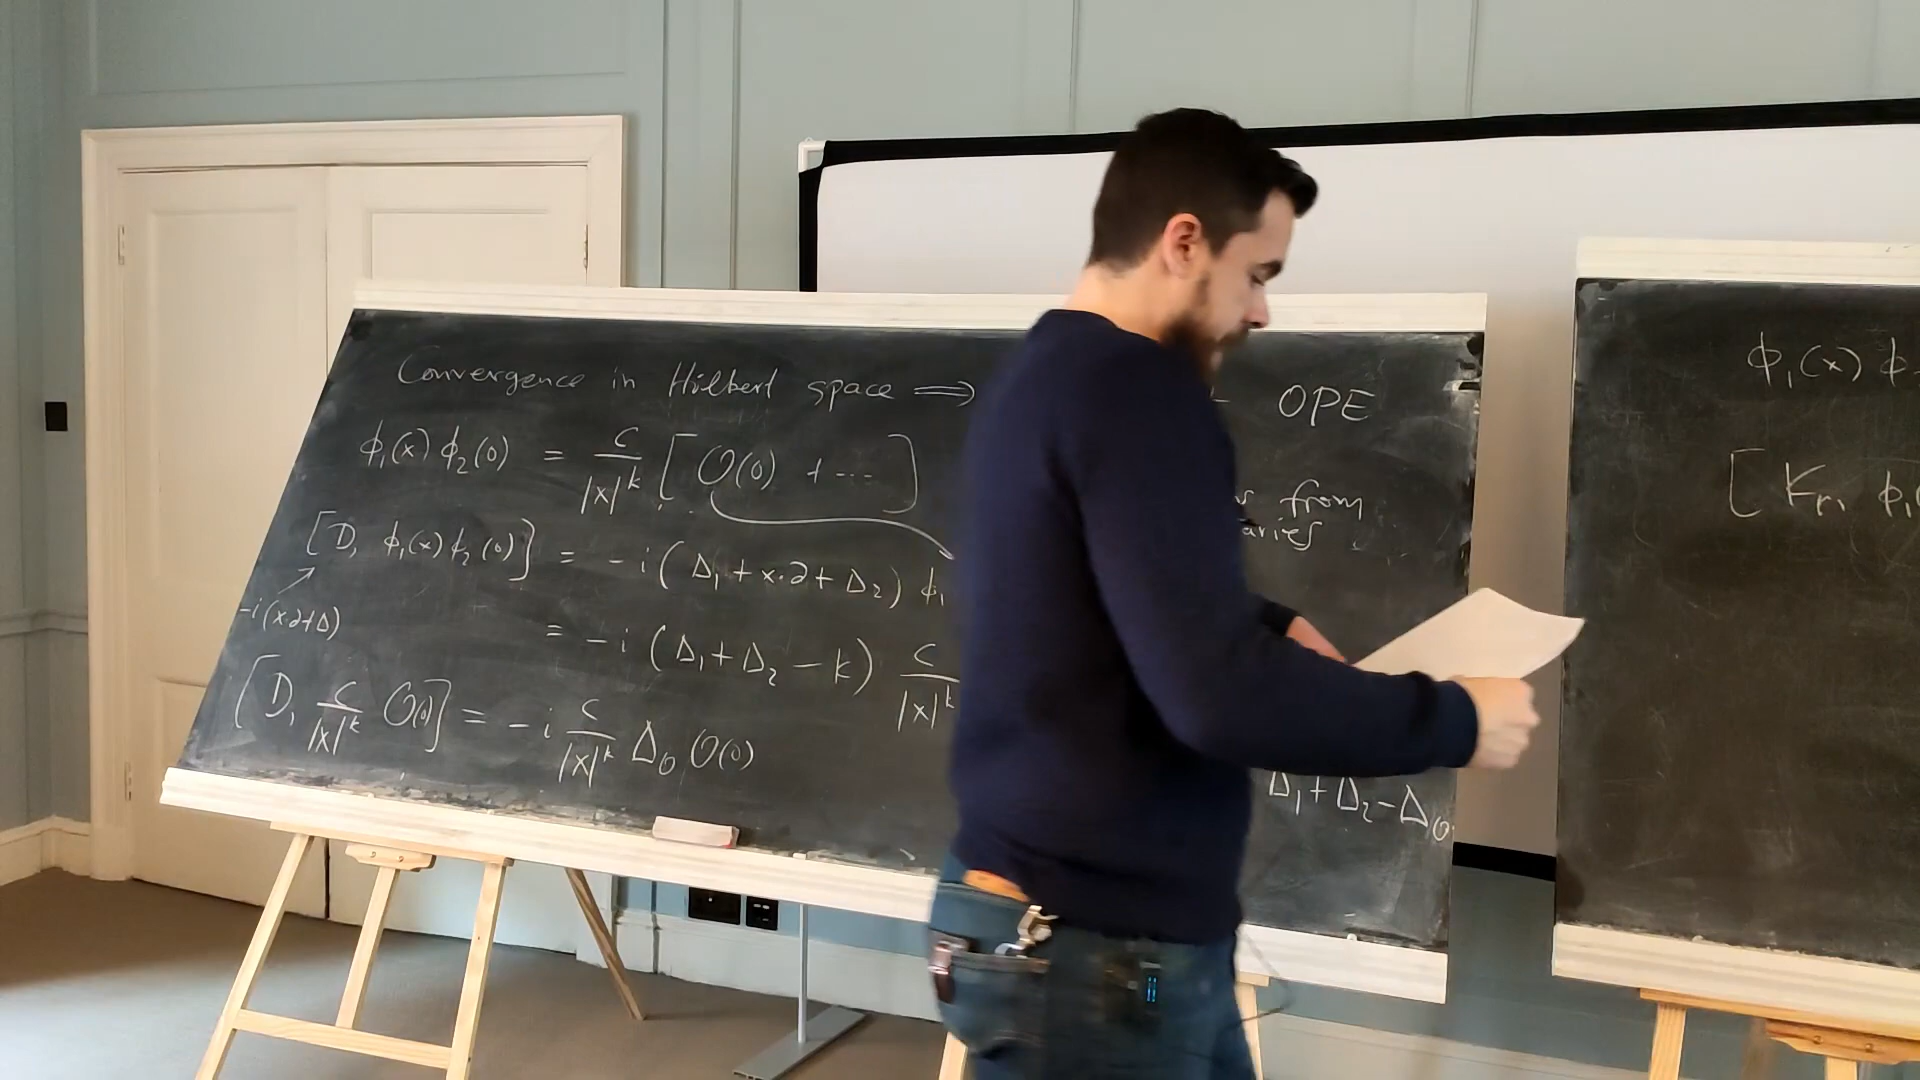 Convergence in Hilbert space ⟹ OPE
ϕ₁(x) ϕ₂(0) = c/|x|^k [O(0) + ⋯]
from
[D, ϕ₁(x) ϕ₂(0)] = -i(Δ₁ + x·∂ + Δ₂) ϕ₁
-i(x∂+Δ)
= -i(Δ₁ + Δ₂ - k) c/|x|^k
[D, c/|x|^k O(0)] = -i c/|x|^k Δ_O O(0)
Δ₁ + Δ₂ - Δ_O
ϕ₁(x) ϕ
[K_μ, ϕ₁(